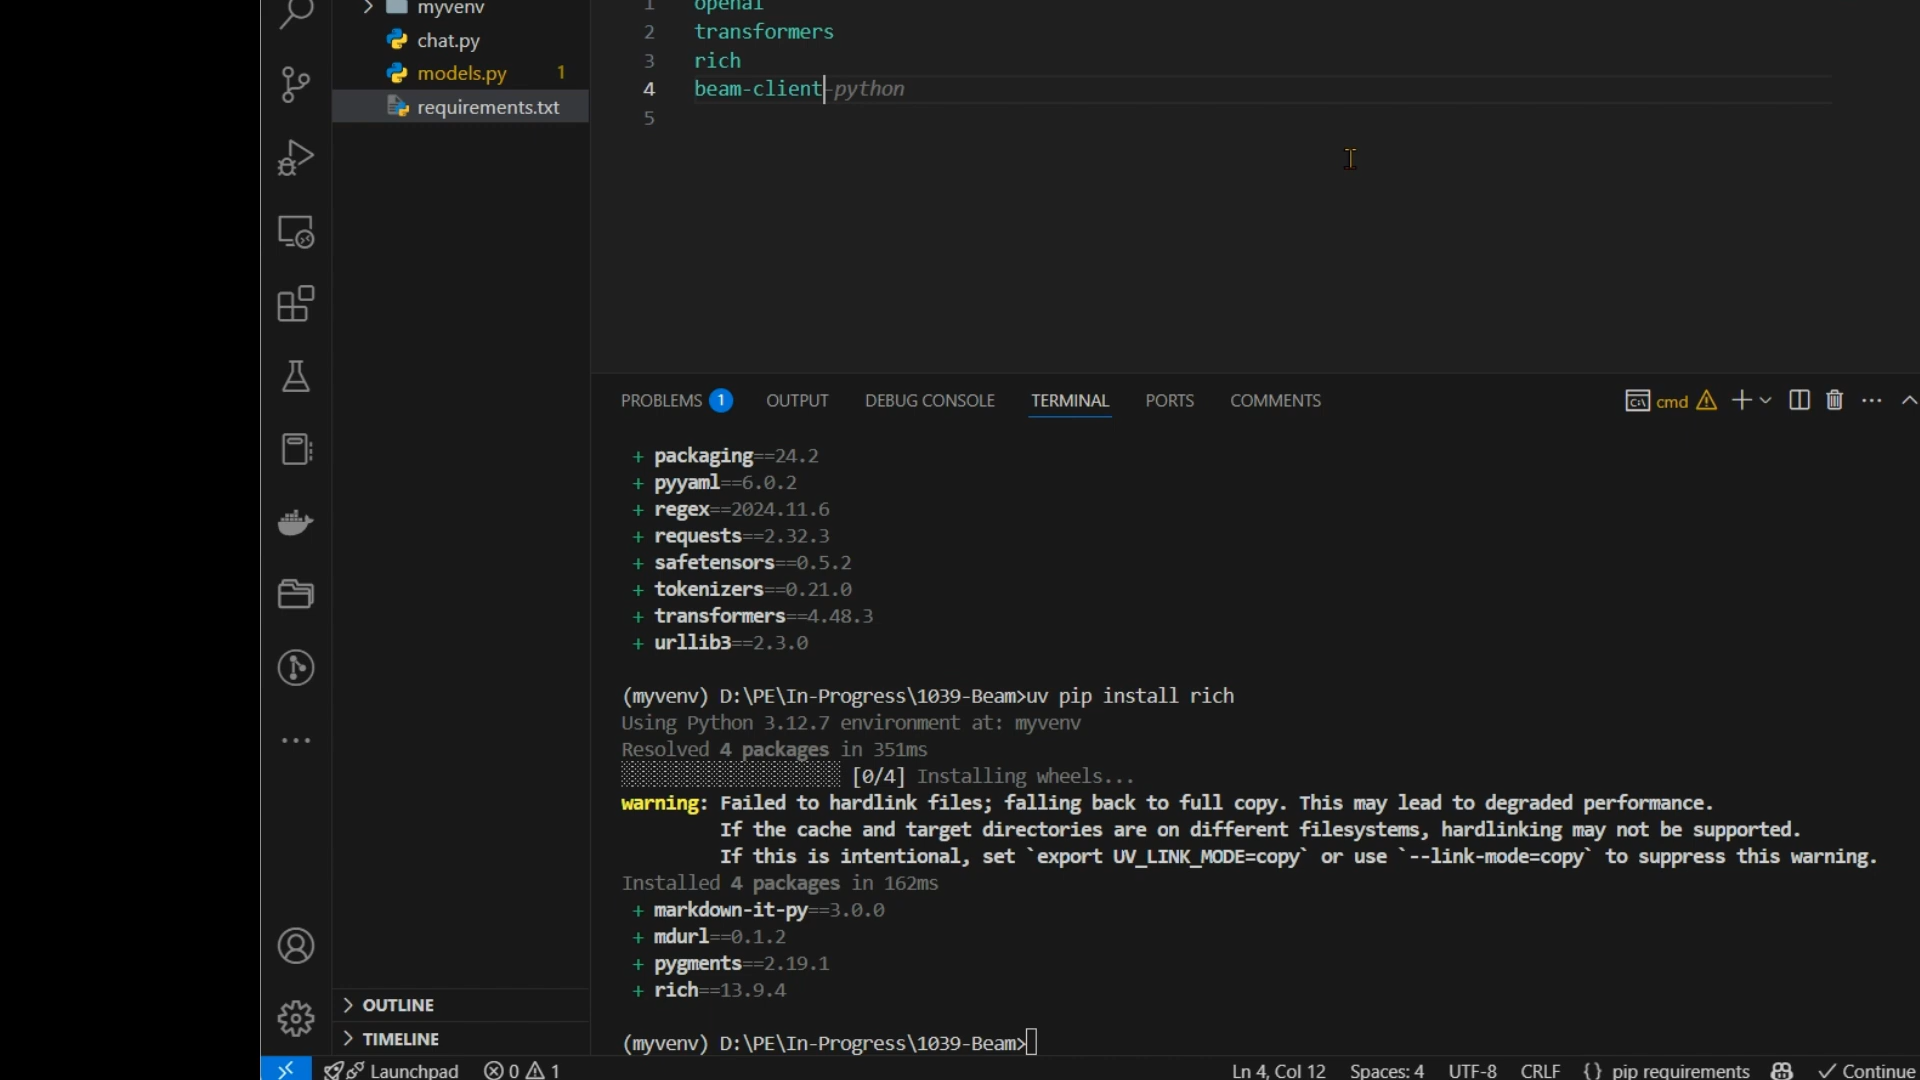 myvenv
chat.py
models.py 1
requirements.txt
OUTLINE
TIMELINE
1 openai
2 transformers
3 rich
4 beam-client-python
5
PROBLEMS 1 OUTPUT DEBUG CONSOLE TERMINAL PORTS COMMENTS
cmd
+ packaging==24.2
+ pyyaml==6.0.2
+ regex==2024.11.6
+ requests==2.32.3
+ safetensors==0.5.2
+ tokenizers==0.21.0
+ transformers==4.48.3
+ urllib3==2.3.0
(myvenv) D:\PE\In-Progress\1039-Beam>uv pip install rich
Using Python 3.12.7 environment at: myvenv
Resolved 4 packages in 351ms
[0/4] Installing wheels...
warning: Failed to hardlink files; falling back to full copy. This may lead to degraded performance.
If the cache and target directories are on different filesystems, hardlinking may not be supported.
If this is intentional, set `export UV_LINK_MODE=copy` or use `--link-mode=copy` to suppress this warning.
Installed 4 packages in 162ms
+ markdown-it-py==3.0.0
+ mdurl==0.1.2
+ pygments==2.19.1
+ rich==13.9.4
(myvenv) D:\PE\In-Progress\1039-Beam>
Launchpad 0 1 Ln 4, Col 12 Spaces: 4 UTF-8 CRLF {} pip requirements Continue